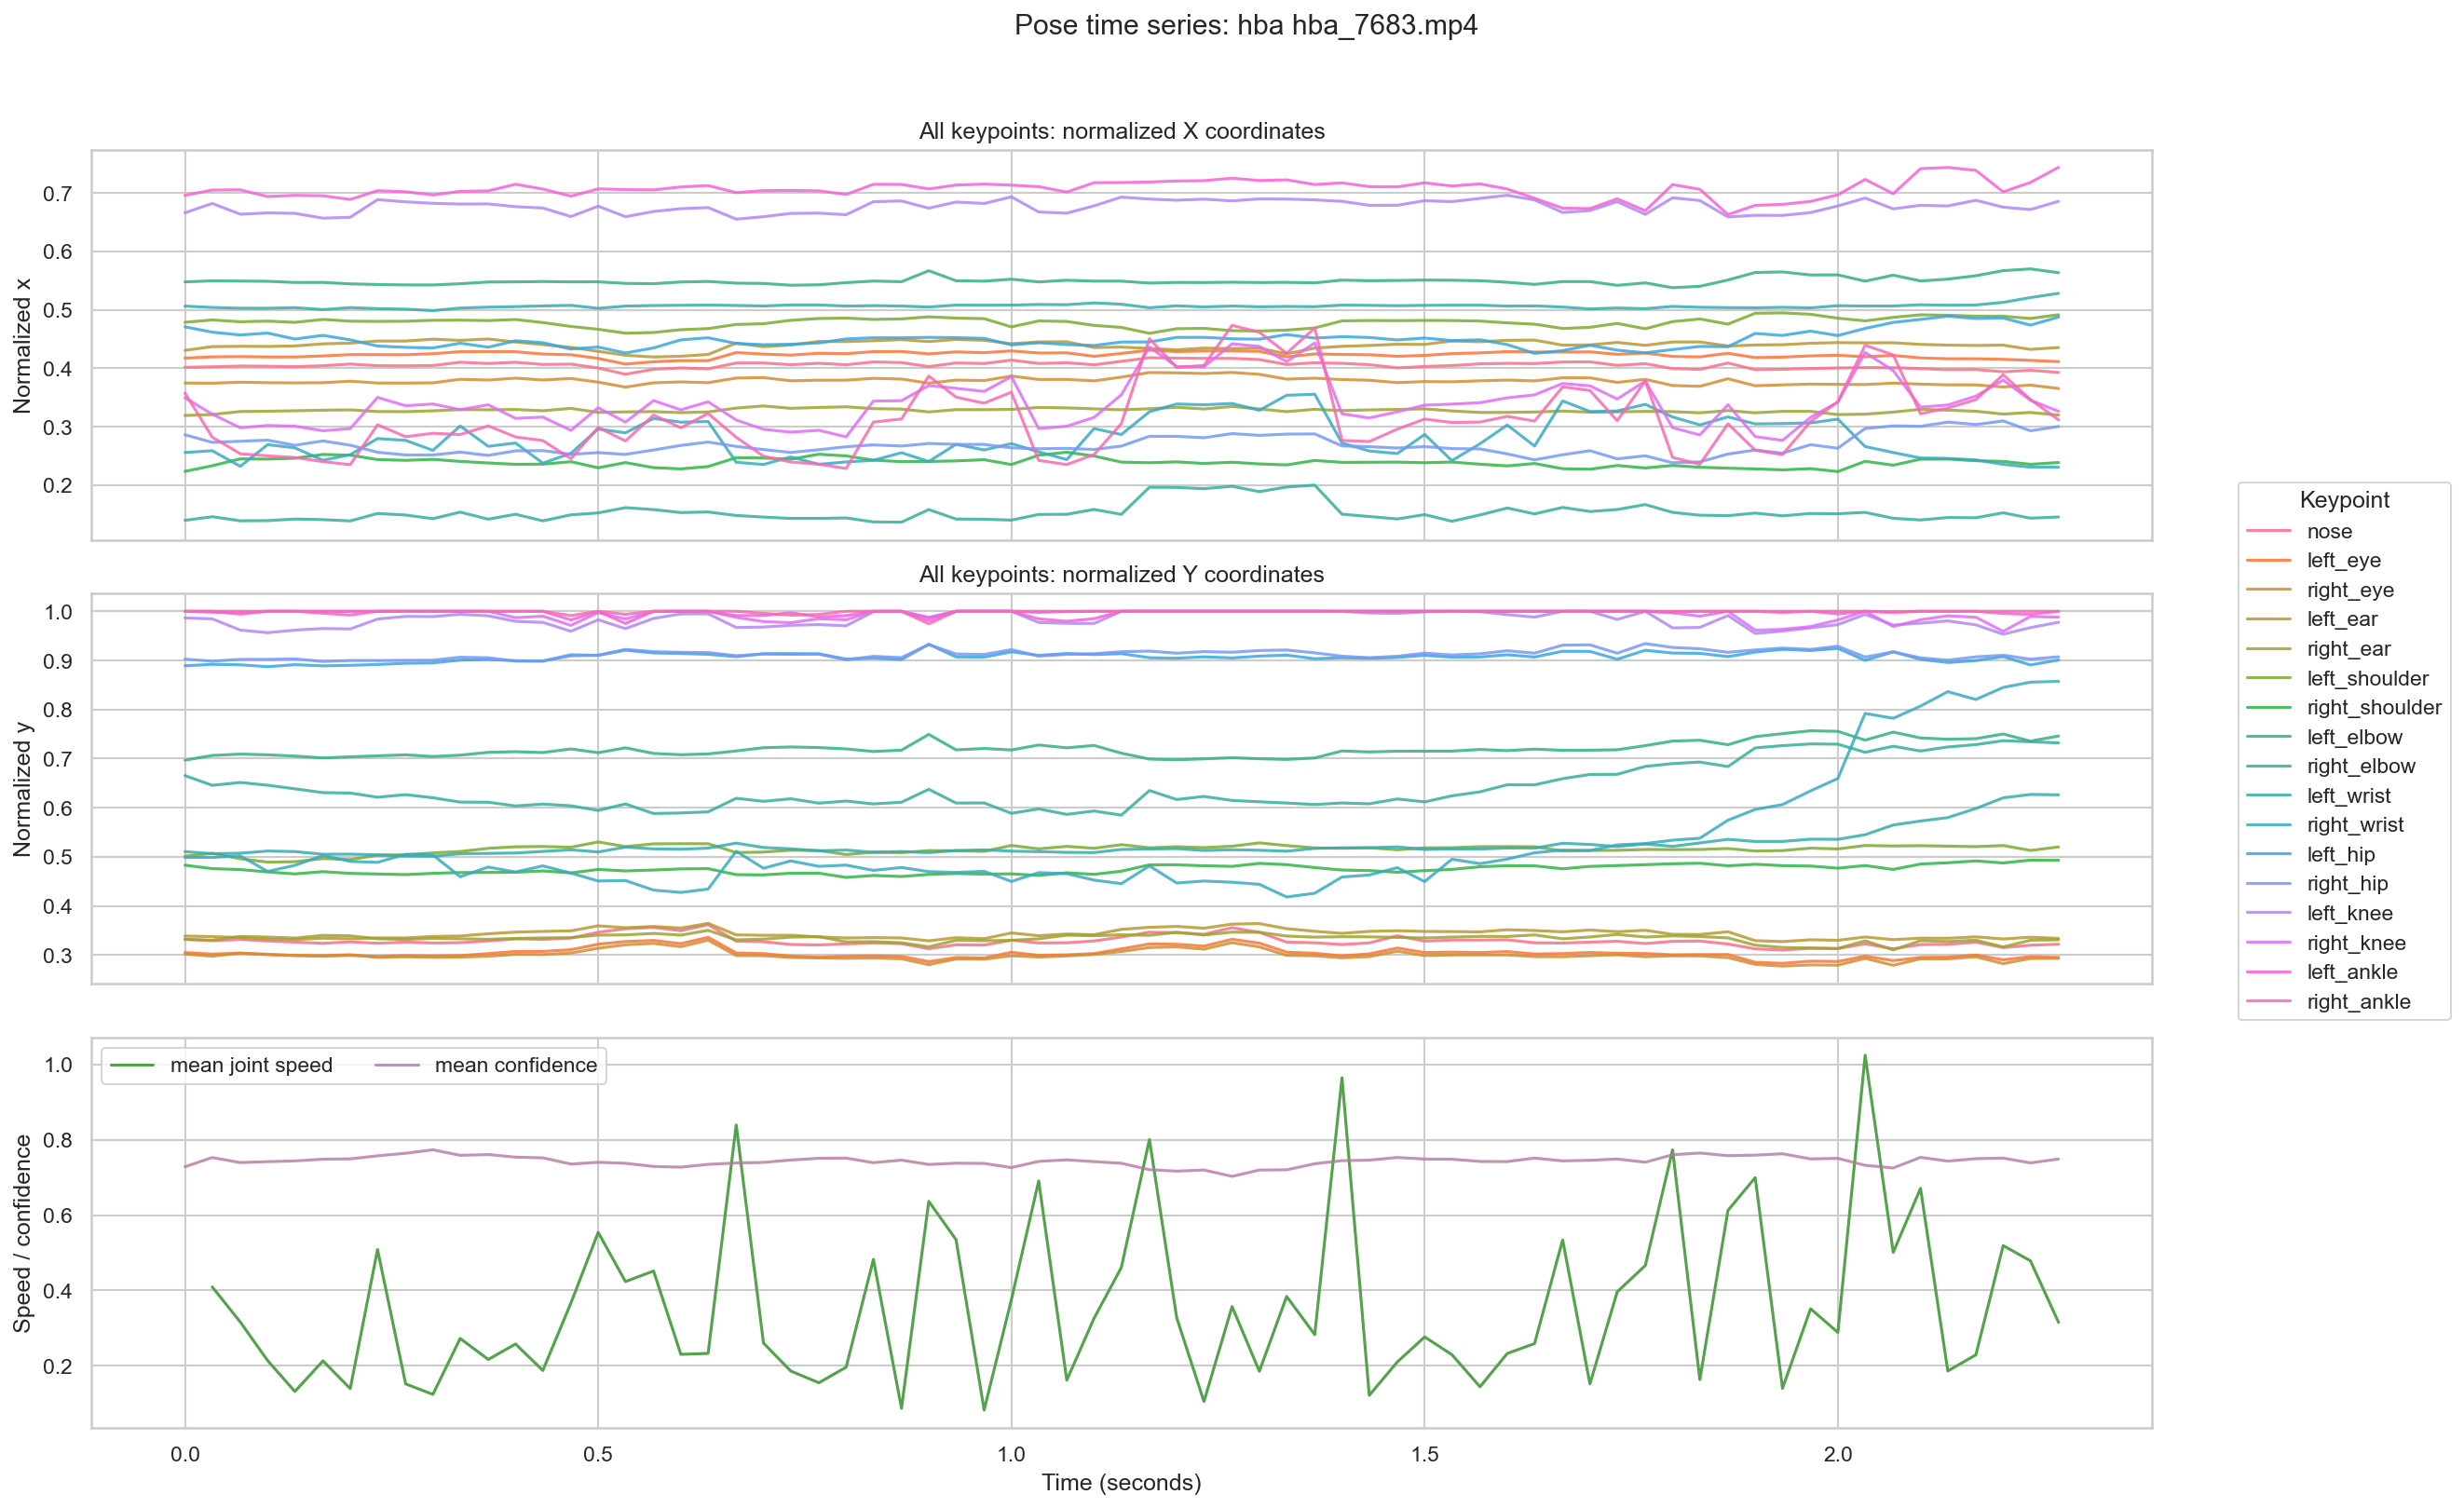 Pose time series: hba hba_7683.mp4
All keypoints: normalized X coordinates
Normalized x
0.7
0.6
0.5
0.4
0.3
0.2
All keypoints: normalized Y coordinates
Normalized y
1.0
0.9
0.8
0.7
0.6
0.5
0.4
0.3
Keypoint
nose
left_eye
right_eye
left_ear
right_ear
left_shoulder
right_shoulder
left_elbow
right_elbow
left_wrist
right_wrist
left_hip
right_hip
left_knee
right_knee
left_ankle
right_ankle
mean joint speed mean confidence
Speed / confidence
1.0
0.8
0.6
0.4
0.2
0.0 0.5 1.0 1.5 2.0
Time (seconds)